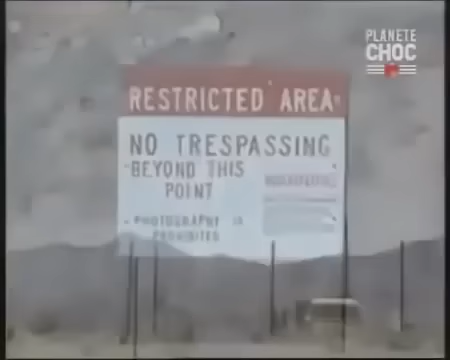 PLANETE
CHOC
RESTRICTED AREA
NO TRESPASSING
BEYOND THIS
POINT
PHOTOGRAPHY IS
PROHIBITED